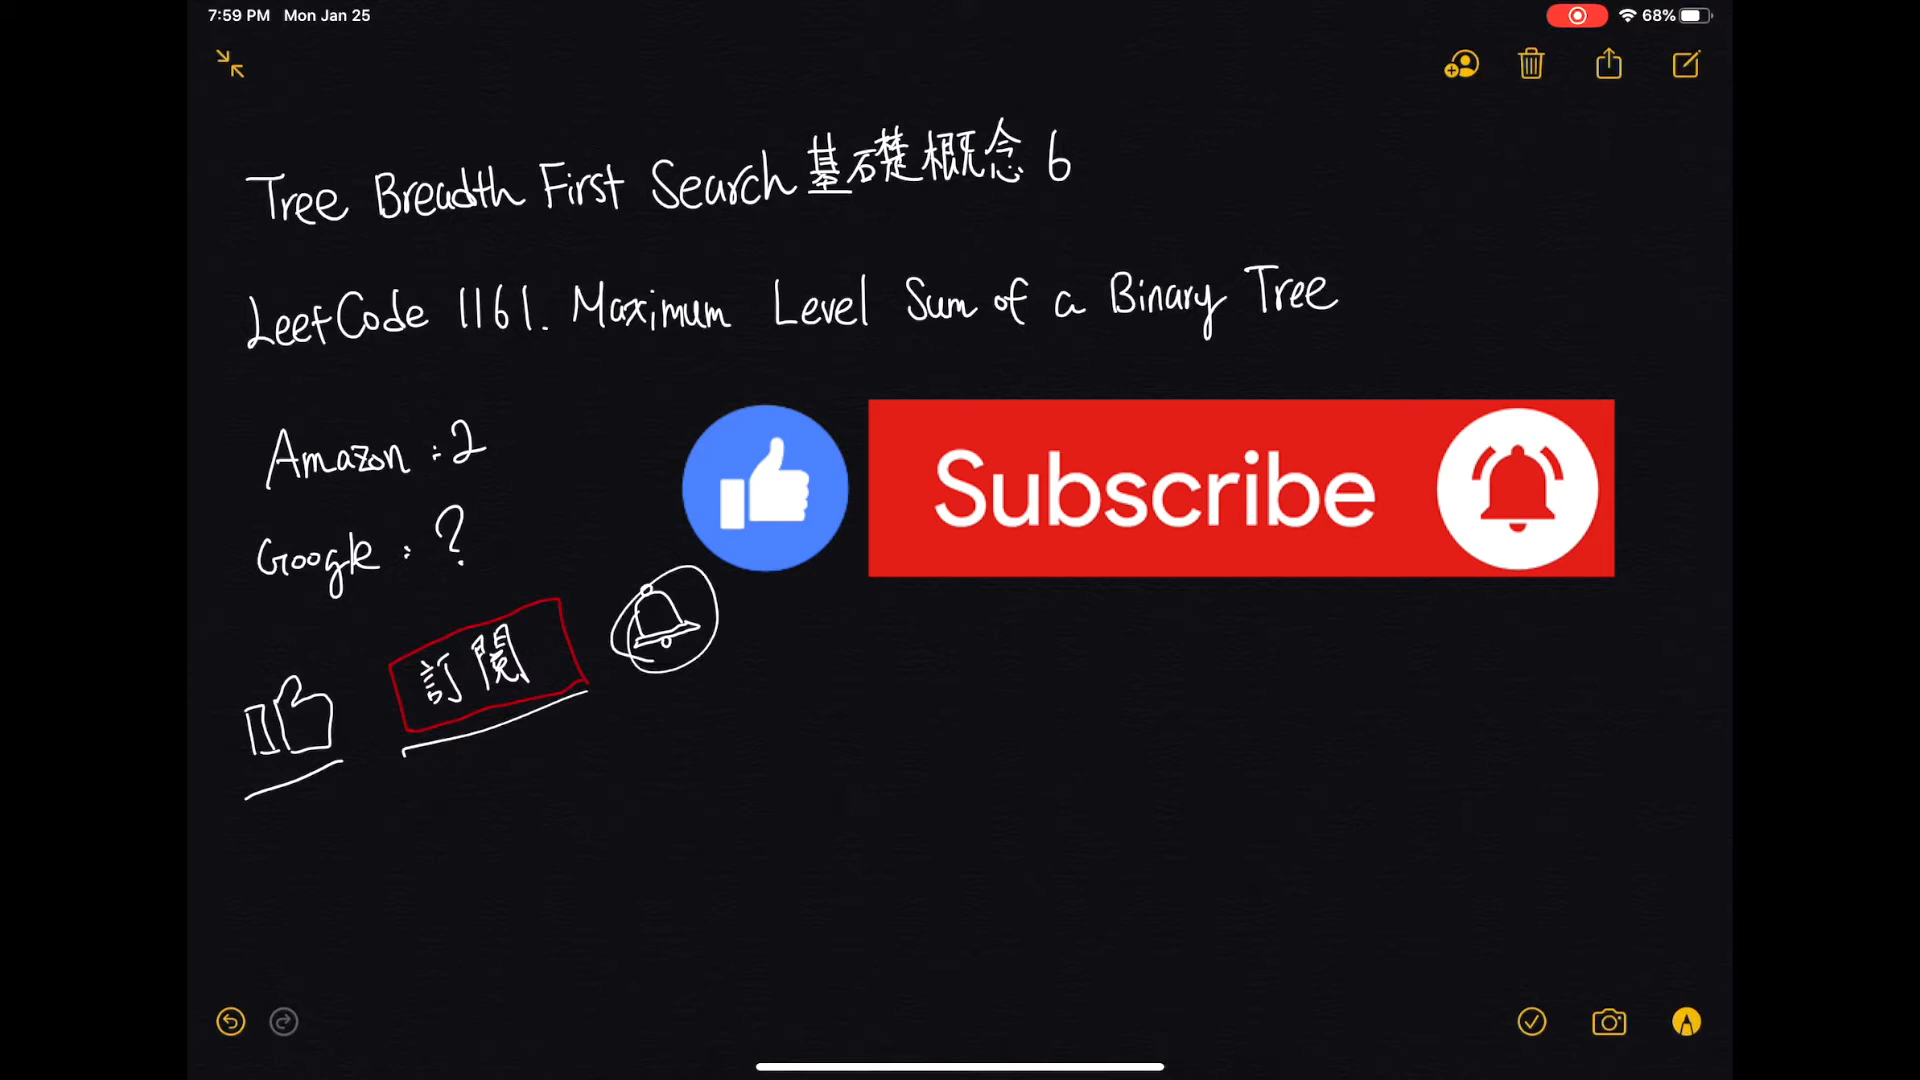 7:59 PM Mon Jan 25
68%
Tree Breadth First Search 基礎概念 6
LeetCode 1161. Maximum Level Sum of a Binary Tree
Amazon : 2
Google : ?
Subscribe
訂閱